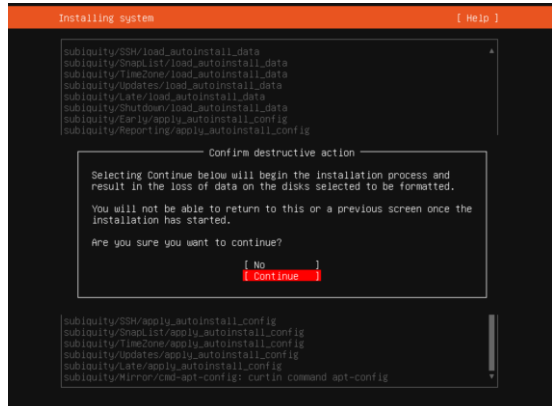 Installing system
[ Help ]
subiquity/SSH/load_autoinstall_data
subiquity/SnapList/load_autoinstall_data
subiquity/TimeZone/load_autoinstall_data
subiquity/Updates/load_autoinstall_data
subiquity/Late/load_autoinstall_data
subiquity/Shutdown/load_autoinstall_data
subiquity/Early/apply_autoinstall_config
subiquity/Reporting/apply_autoinstall_config
Confirm destructive action
Selecting Continue below will begin the installation process and
result in the loss of data on the disks selected to be formatted.
You will not be able to return to this or a previous screen once the
installation has started.
Are you sure you want to continue?
[ No ]
[ Continue ]
subiquity/SSH/apply_autoinstall_config
subiquity/SnapList/apply_autoinstall_config
subiquity/TimeZone/apply_autoinstall_config
subiquity/Updates/apply_autoinstall_config
subiquity/Late/apply_autoinstall_config
subiquity/Mirror/cmd-apt-config: curtin command apt-config